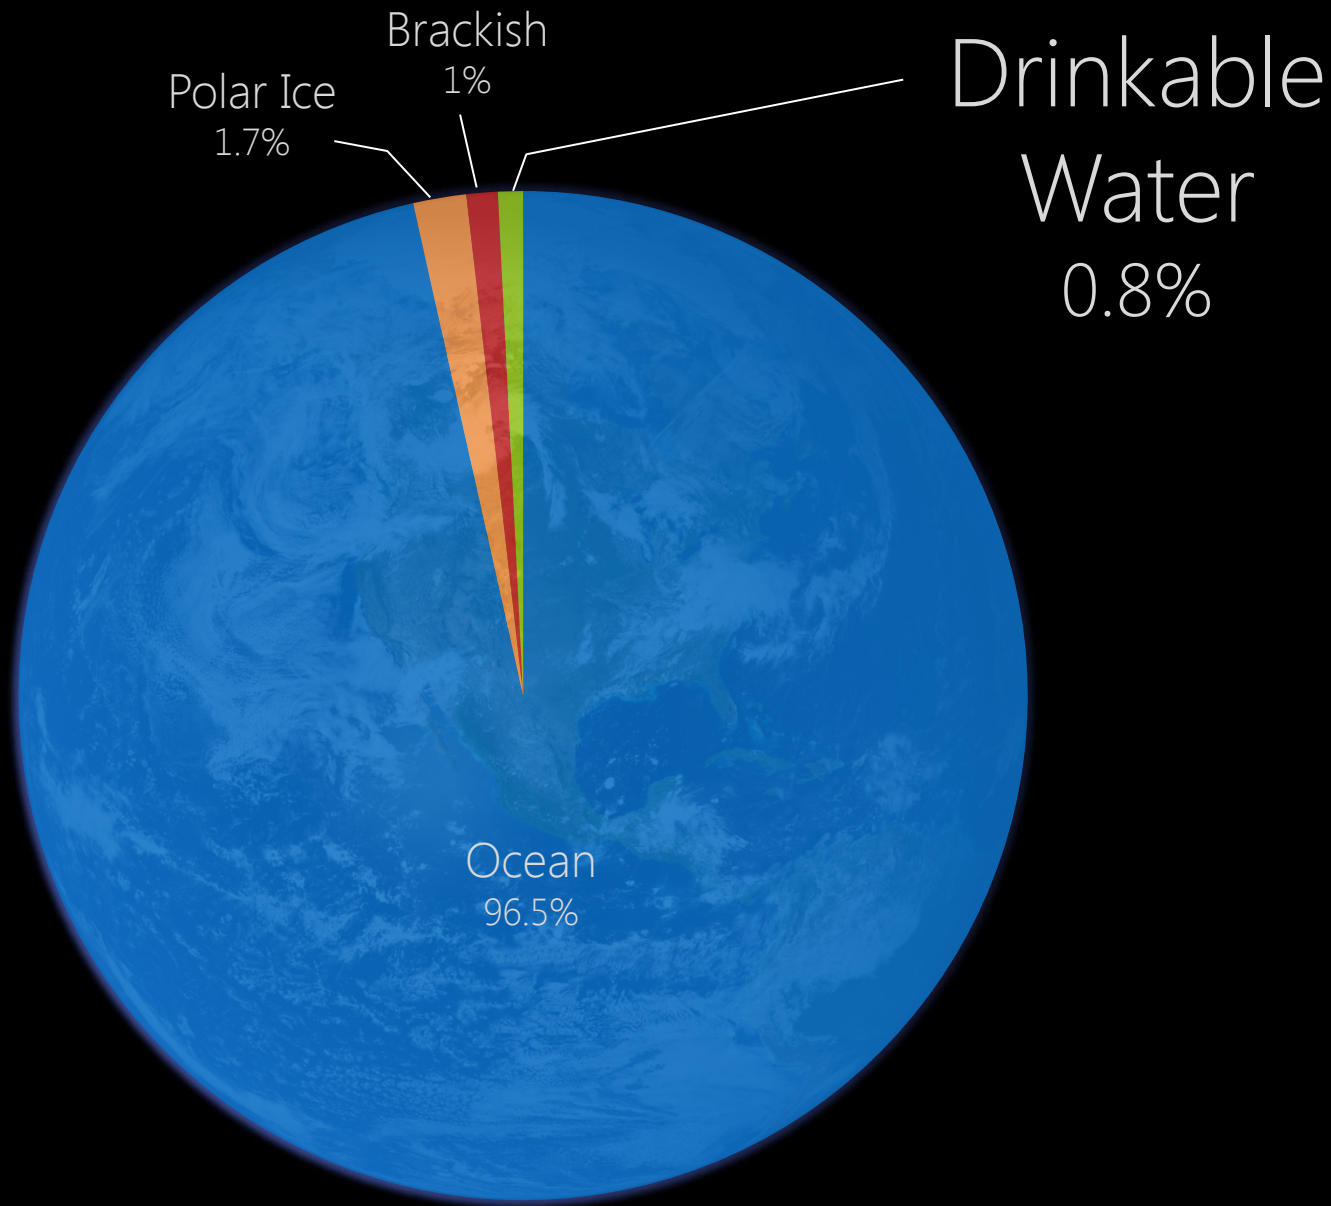 Brackish
1%
Polar Ice
1.7%
Drinkable
Water
0.8%
Ocean
96.5%